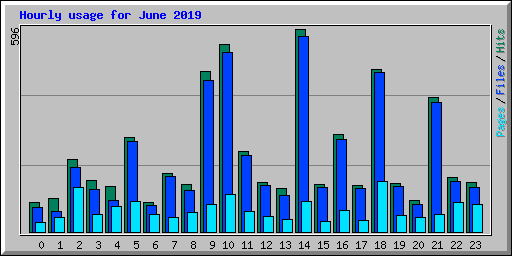 Hourly usage for June 2019
596
Pages / Files / Hits
0 1 2 3 4 5 6 7 8 9 10 11 12 13 14 15 16 17 18 19 20 21 22 23